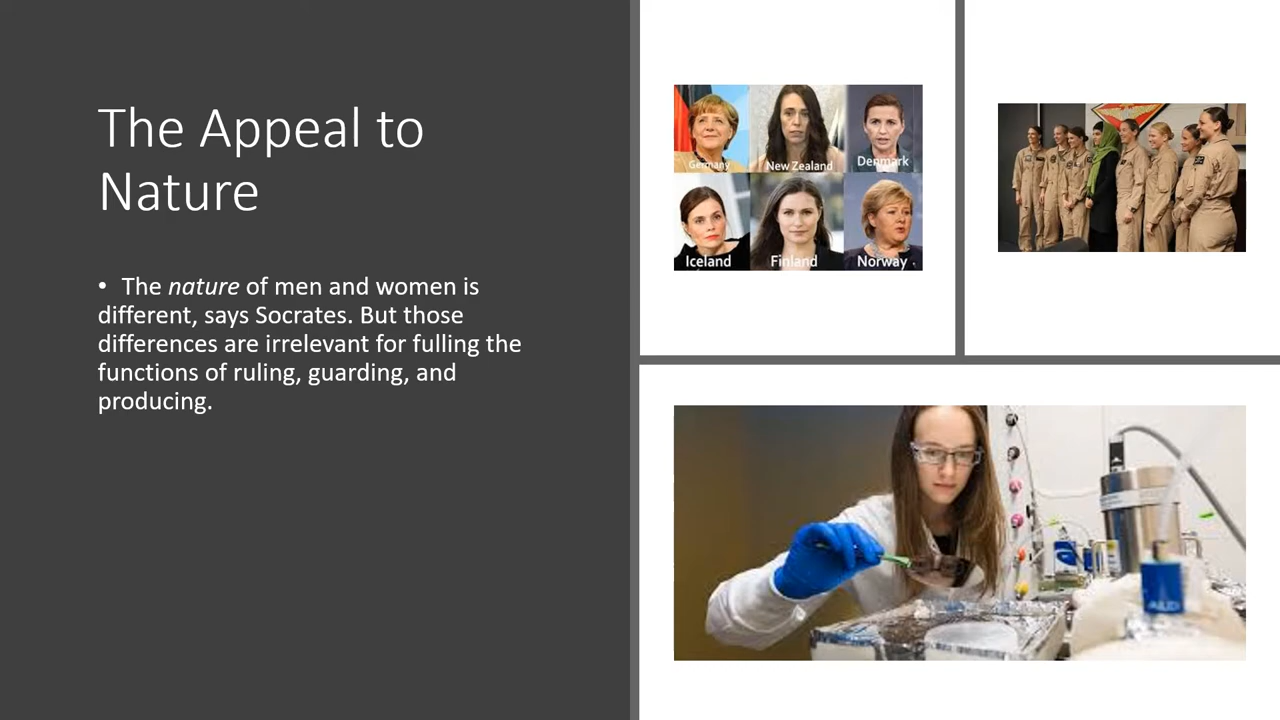 The Appeal to
Nature
• The nature of men and women is
different, says Socrates. But those
differences are irrelevant for fulling the
functions of ruling, guarding, and
producing.
Germany
New Zealand
Denmark
Iceland
Finland
Norway